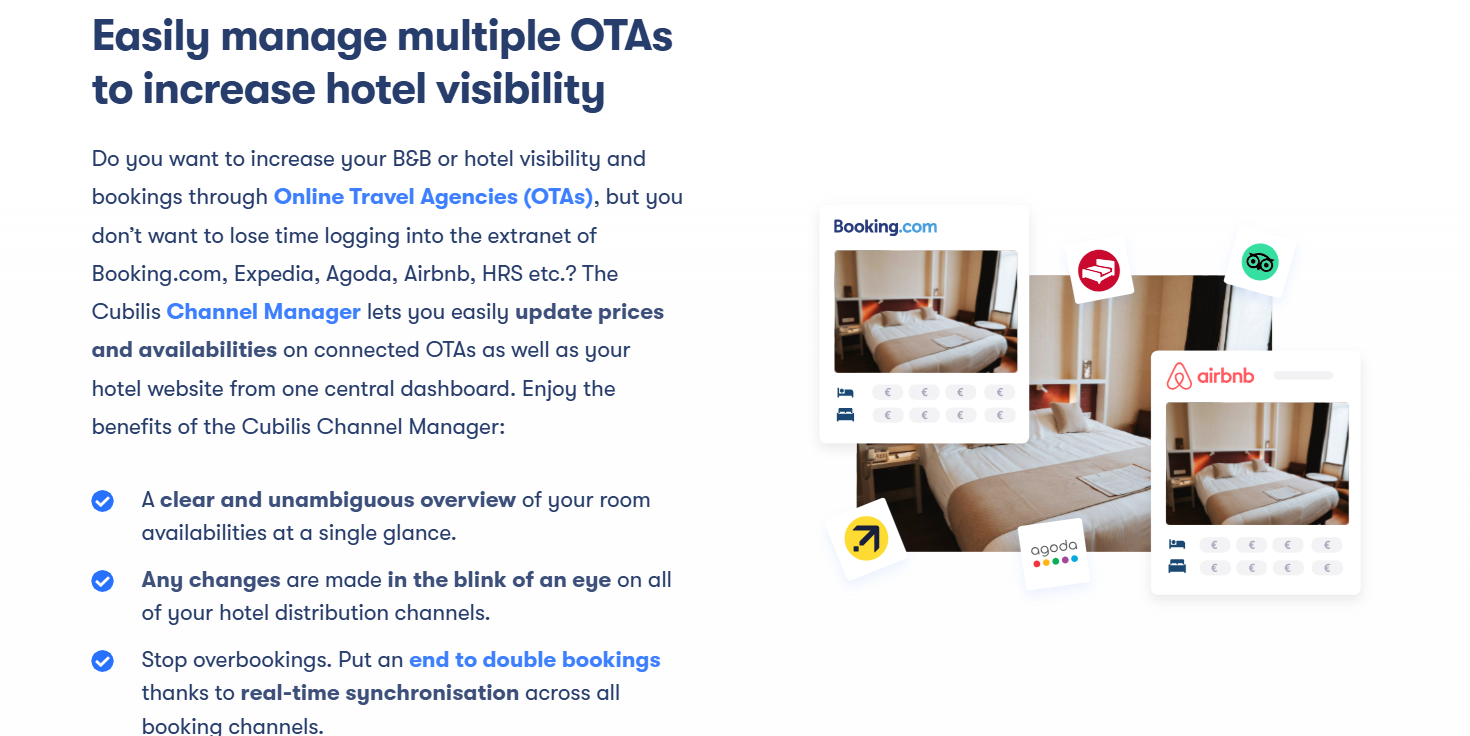 Easily manage multiple OTAs
to increase hotel visibility
Do you want to increase your B&B or hotel visibility and
bookings through Online Travel Agencies (OTAs), but you
don’t want to lose time logging into the extranet of
Booking.com, Expedia, Agoda, Airbnb, HRS etc.? The
Cubilis Channel Manager lets you easily update prices
and availabilities on connected OTAs as well as your
hotel website from one central dashboard. Enjoy the
benefits of the Cubilis Channel Manager:
A clear and unambiguous overview of your room
availabilities at a single glance.
Any changes are made in the blink of an eye on all
of your hotel distribution channels.
Stop overbookings. Put an end to double bookings
thanks to real-time synchronisation across all
booking channels.
Booking.com
€ € € €
€ € € €
airbnb
€ € € €
€ € € €
agoda